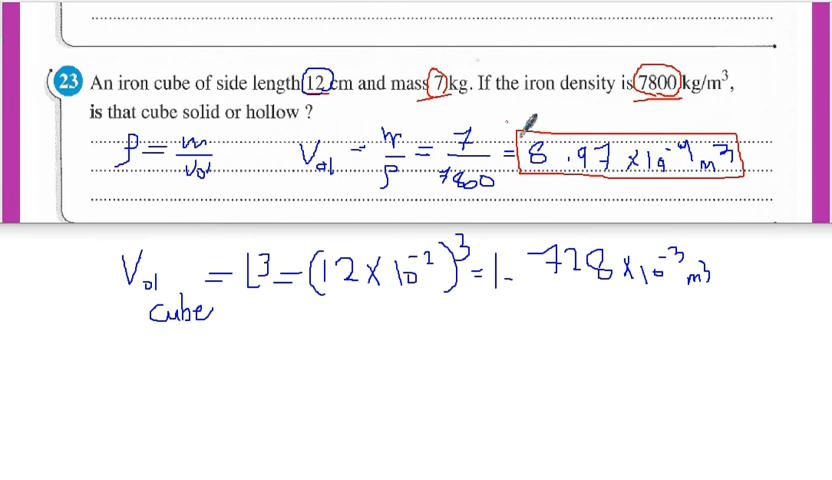 23 An iron cube of side length 12 cm and mass 7 kg. If the iron density is 7800 kg/m³,
is that cube solid or hollow ?
ρ = m/Vol Vol = m/ρ = 7/7800 = 8.97 × 10⁻⁴ m³
Vol cube = L³ = (12 × 10⁻²)³ = 1.728 × 10⁻³ m³